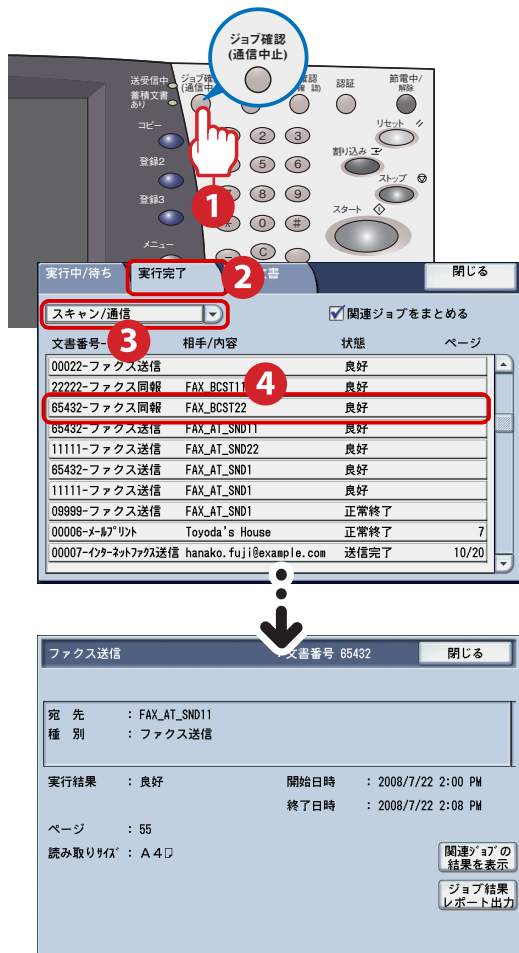 ジョブ確認
(通信中止)
送受信中
蓄積文書
あり
認証
節電中/
解除
コピー
リセット
登録2
2 3
割り込み
5 6
ストップ
登録3
8 9
スタート
1
0 #
メニュー
C
実行中/待ち 実行完了 2 書 閉じる
スキャン/通信 関連ジョブをまとめる
3
文書番号- 相手/内容 状態 ページ
00022-ファクス送信 良好
22222-ファクス同報 FAX_BCST11 良好
4
65432-ファクス同報 FAX_BCST22 良好
65432-ファクス送信 FAX_AT_SND11 良好
11111-ファクス送信 FAX_AT_SND22 良好
65432-ファクス送信 FAX_AT_SND1 良好
11111-ファクス送信 FAX_AT_SND1 良好
09999-ファクス送信 FAX_AT_SND1 正常終了
00006-メールプリント Toyoda's House 正常終了 7
00007-インターネットファクス送信 hanako.fuji@example.com 送信完了 10/20
ファクス送信 文書番号 65432 閉じる
宛 先 : FAX_AT_SND11
種 別 : ファクス送信
実行結果 : 良好 開始日時 : 2008/7/22 2:00 PM
終了日時 : 2008/7/22 2:08 PM
ページ : 55
読み取りサイズ : A4
関連ジョブの
結果を表示
ジョブ結果
レポート出力